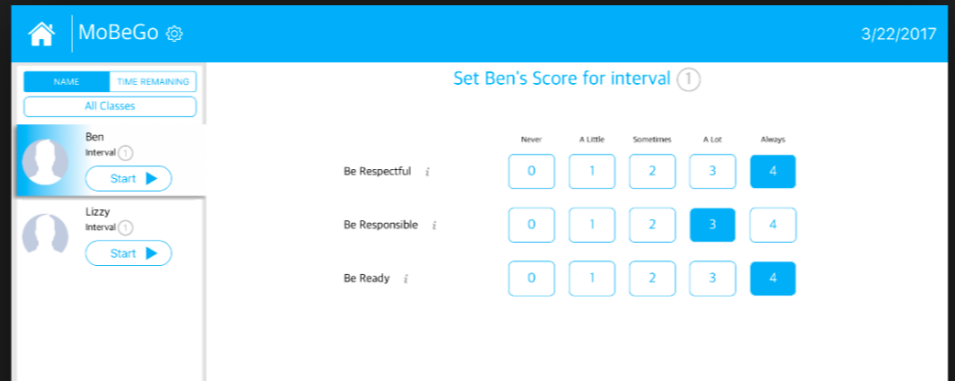 MoBeGo
3/22/2017
NAME TIME REMAINING
All Classes
Ben
Interval 1
Start
Lizzy
Interval 1
Start
Set Ben's Score for interval 1
Never A Little Sometimes A Lot Always
Be Respectful i 0 1 2 3 4
Be Responsible i 0 1 2 3 4
Be Ready i 0 1 2 3 4